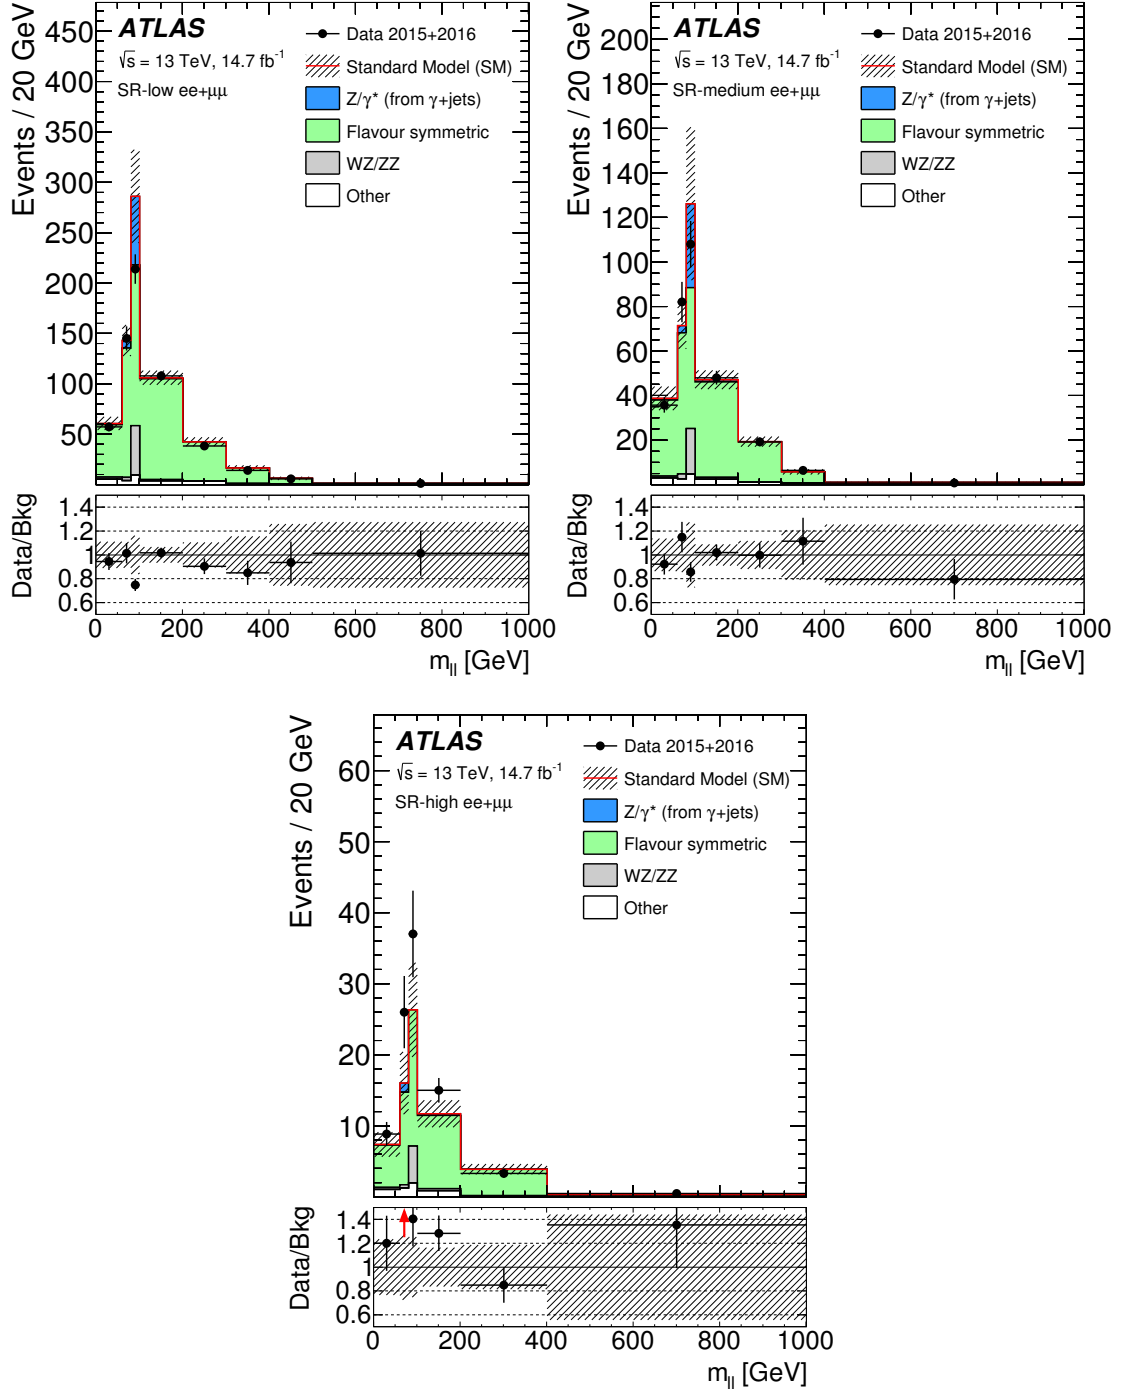 ATLAS
√s = 13 TeV, 14.7 fb⁻¹
SR-low ee+μμ
Data 2015+2016
Standard Model (SM)
Z/γ* (from γ+jets)
Flavour symmetric
WZ/ZZ
Other
Events / 20 GeV
450
400
350
300
250
200
150
100
50
Data/Bkg
1.4
1.2
1
0.8
0.6
0 200 400 600 800 1000
m_ll [GeV]
ATLAS
√s = 13 TeV, 14.7 fb⁻¹
SR-medium ee+μμ
Data 2015+2016
Standard Model (SM)
Z/γ* (from γ+jets)
Flavour symmetric
WZ/ZZ
Other
Events / 20 GeV
200
180
160
140
120
100
80
60
40
20
Data/Bkg
1.4
1.2
1
0.8
0.6
0 200 400 600 800 1000
m_ll [GeV]
ATLAS
√s = 13 TeV, 14.7 fb⁻¹
SR-high ee+μμ
Data 2015+2016
Standard Model (SM)
Z/γ* (from γ+jets)
Flavour symmetric
WZ/ZZ
Other
Events / 20 GeV
60
50
40
30
20
10
Data/Bkg
1.4
1.2
1
0.8
0.6
0 200 400 600 800 1000
m_ll [GeV]